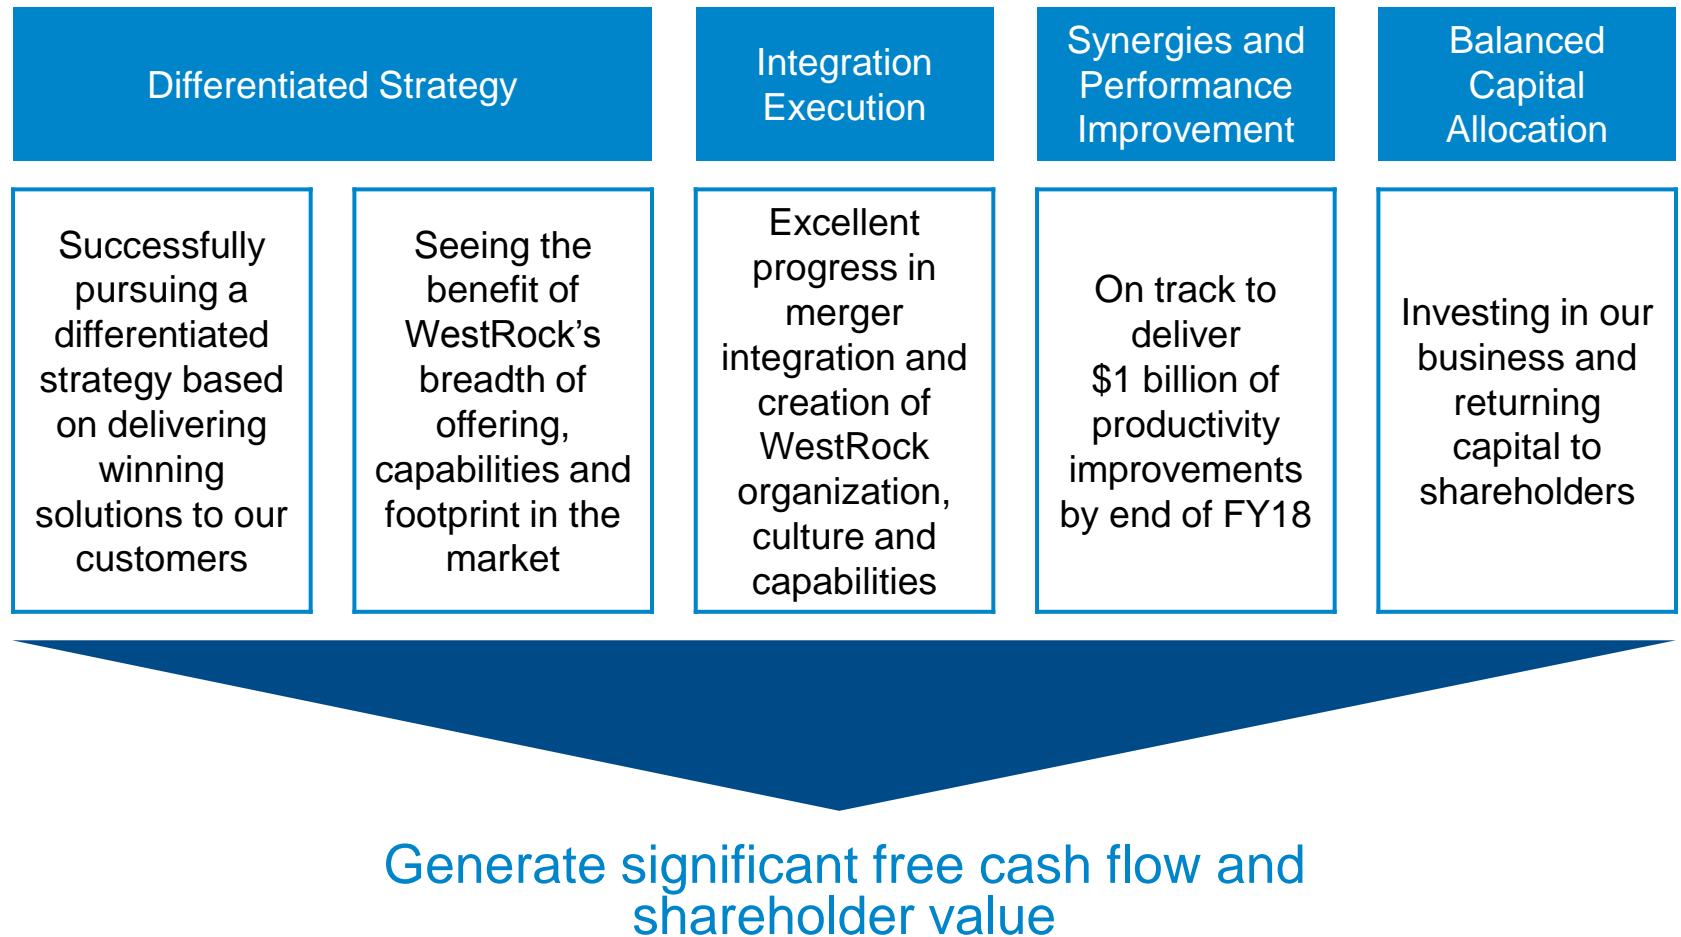 Differentiated Strategy
Integration
Execution
Synergies and
Performance
Improvement
Balanced
Capital
Allocation
Successfully
pursuing a
differentiated
strategy based
on delivering
winning
solutions to our
customers
Seeing the
benefit of
WestRock’s
breadth of
offering,
capabilities and
footprint in the
market
Excellent
progress in
merger
integration and
creation of
WestRock
organization,
culture and
capabilities
On track to
deliver
$1 billion of
productivity
improvements
by end of FY18
Investing in our
business and
returning
capital to
shareholders
Generate significant free cash flow and
shareholder value